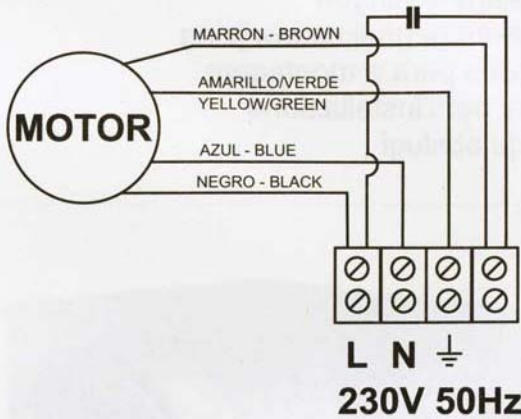 MARRON - BROWN
AMARILLO/VERDE
YELLOW/GREEN
MOTOR
AZUL - BLUE
NEGRO - BLACK
L N
230V 50Hz